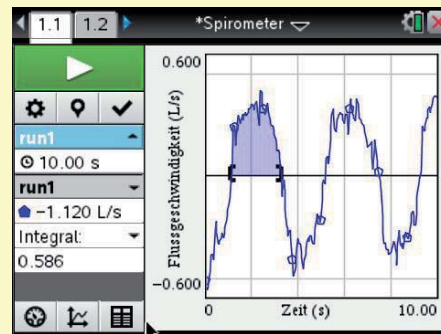 1.1 1.2 *Spirometer
run1
10.00 s
run1
-1.120 L/s
Integral:
0.586
0.600
Flussgeschwindigkeit (L/s)
-0.600
0 Zeit (s) 10.00